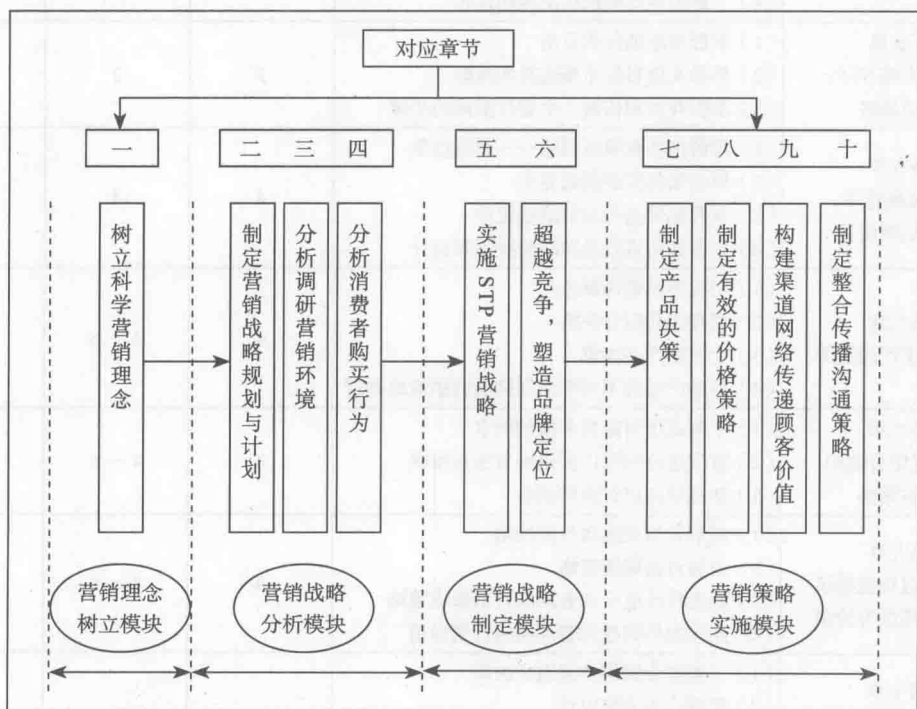 对应章节
一
二 三 四
五 六
七 八 九 十
树立科学营销理念
制定营销战略规划与计划
分析调研营销环境
分析消费者购买行为
实施 STP 营销战略
超越竞争，塑造品牌定位
制定产品决策
制定有效的价格策略
构建渠道网络传递顾客价值
制定整合传播沟通策略
营销理念
树立模块
营销战略
分析模块
营销战略
制定模块
营销策略
实施模块